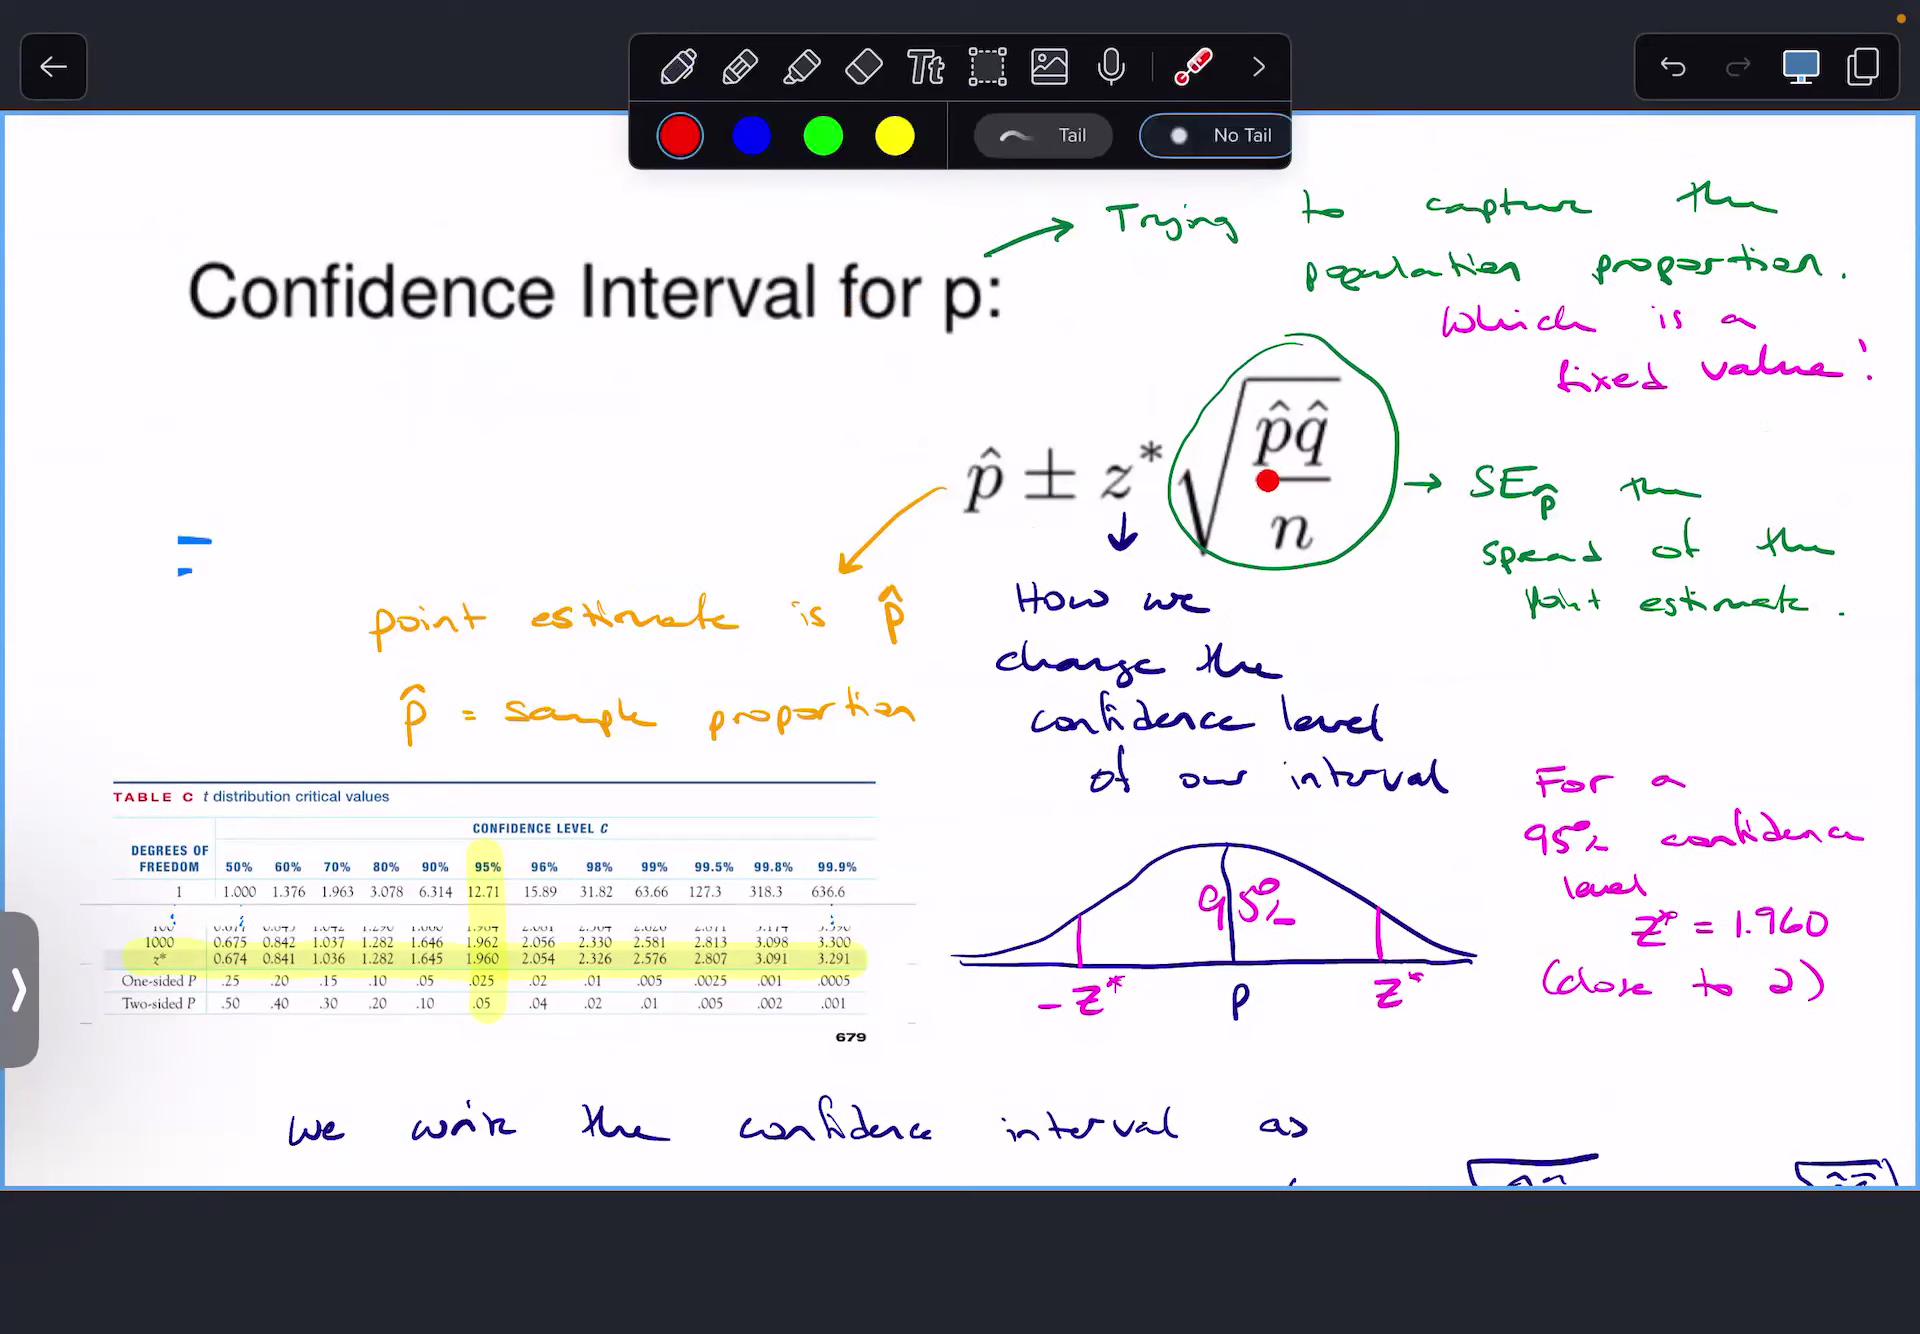 Tt
Tail
No Tail
Trying to capture the
population proportion.
Which is a
fixed value!
Confidence Interval for p:
p̂ ± z* √(p̂q̂/n)
→ SEp̂ the
spread of the
point estimate.
point estimate is p̂
p̂ = sample proportion
How we
change the
confidence level
of our interval
TABLE C t distribution critical values
CONFIDENCE LEVEL C
DEGREES OF
FREEDOM 50% 60% 70% 80% 90% 95% 96% 98% 99% 99.5% 99.8% 99.9%
1 1.000 1.376 1.963 3.078 6.314 12.71 15.89 31.82 63.66 127.3 318.3 636.6
1000 0.675 0.842 1.037 1.282 1.646 1.962 2.056 2.330 2.581 2.813 3.098 3.300
z* 0.674 0.841 1.036 1.282 1.645 1.960 2.054 2.326 2.576 2.807 3.091 3.291
One-sided P .25 .20 .15 .10 .05 .025 .02 .01 .005 .0025 .001 .0005
Two-sided P .50 .40 .30 .20 .10 .05 .04 .02 .01 .005 .002 .001
679
95%
-z* p z*
For a
95% confidence
level
z* = 1.960
(close to 2)
we write the confidence interval as